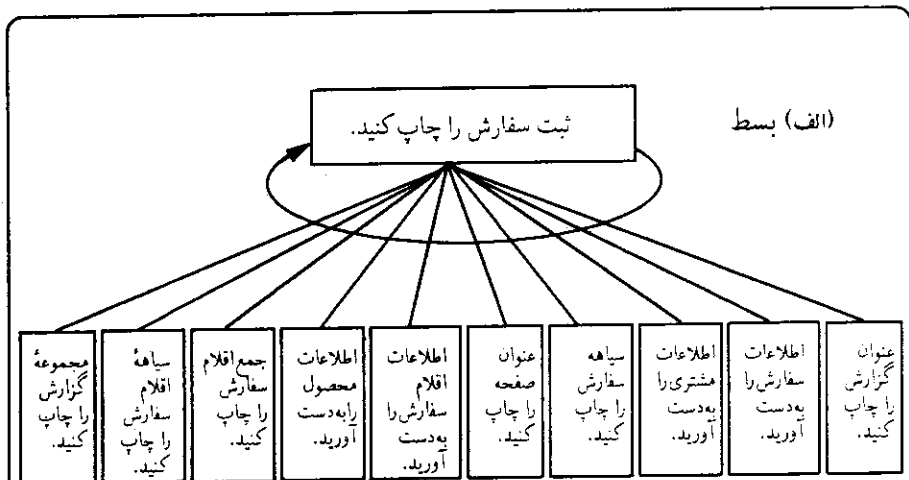 (الف) بسط
ثبت سفارش را چاپ کنید.
عنوان
گزارش
را چاپ
کنید.
اطلاعات
سفارش را
به‌دست
آورید.
اطلاعات
مشتری را
به‌دست
آورید.
سیاهه
سفارش
را چاپ
کنید.
عنوان
صفحه
را چاپ
کنید.
اطلاعات
اقلام
سفارش را
به‌دست
آورید.
اطلاعات
محصول
را به‌دست
آورید.
جمع اقلام
سفارش
را چاپ
کنید.
سیاههٔ
اقلام
سفارش
را چاپ
کنید.
مجموعهٔ
گزارش
را چاپ
کنید.